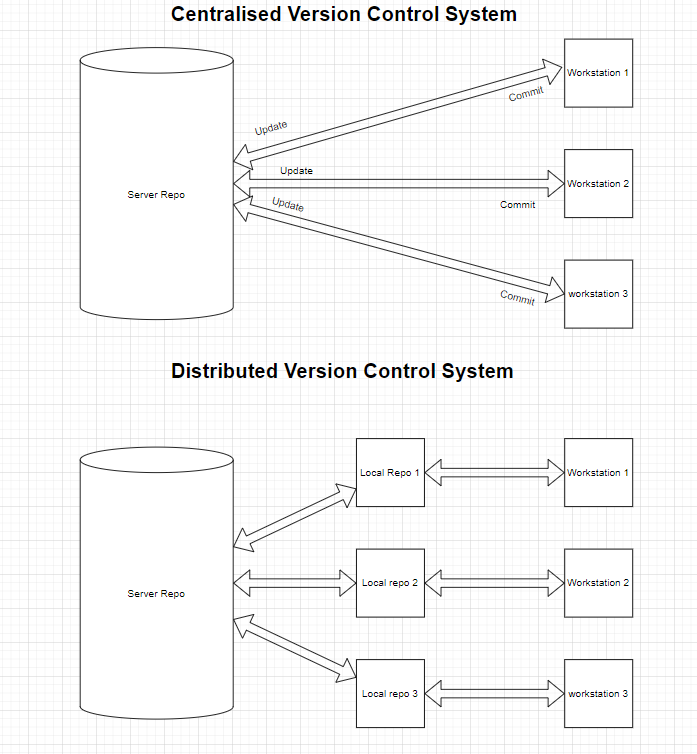 Centralised Version Control System
Workstation 1
Commit
Update
Update
Workstation 2
Server Repo
Update
Commit
workstation 3
Commit
Distributed Version Control System
Local Repo 1
Workstation 1
Local repo 2
Workstation 2
Server Repo
Local repo 3
workstation 3